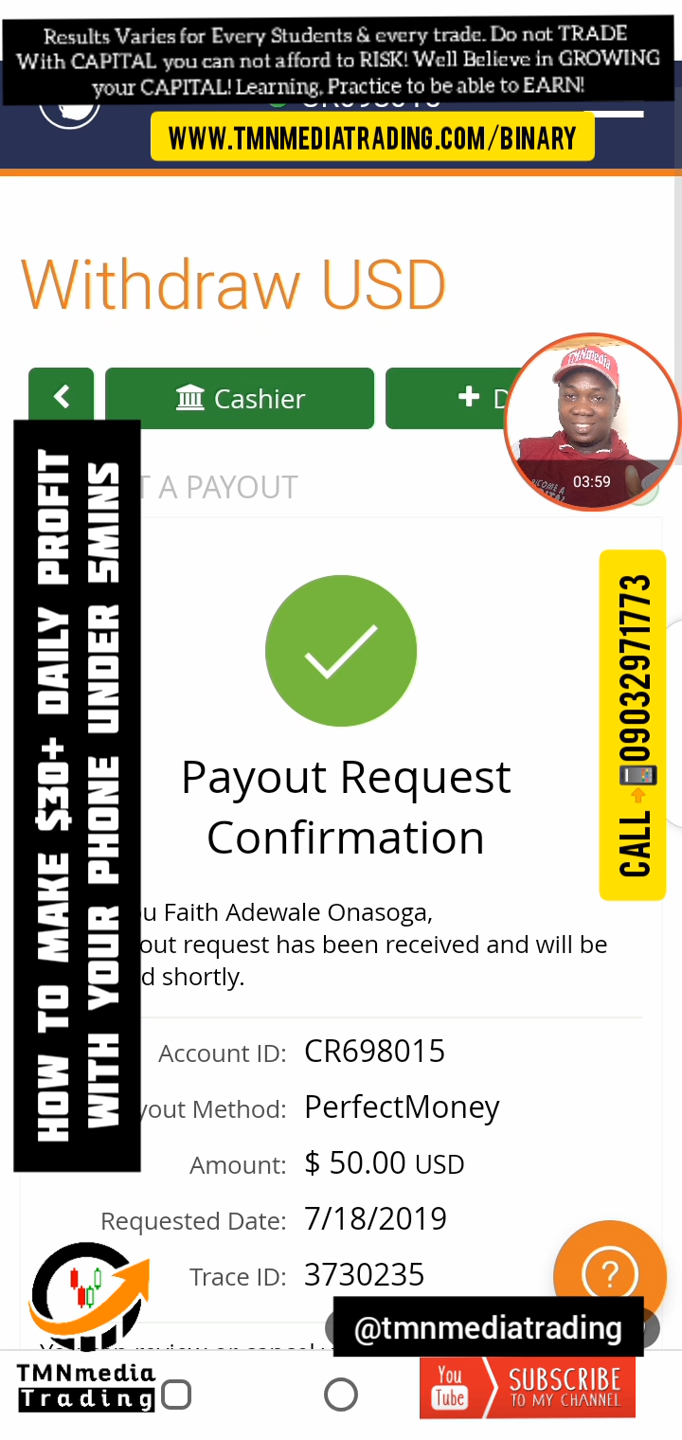 Results Varies for Every Students & every trade. Do not TRADE
With CAPITAL you can not afford to RISK! Well Believe in GROWING
your CAPITAL! Learning, Practice to be able to EARN!
WWW.TMNMEDIATRADING.COM/BINARY
Withdraw USD
Cashier
TMNmedia
03:59
T A PAYOUT
HOW TO MAKE $30+ DAILY PROFIT
WITH YOUR PHONE UNDER 5MINS
CALL 09032971773
Payout Request
Confirmation
Faith Adewale Onasoga,
request has been received and will be
shortly.
Account ID: CR698015
Method: PerfectMoney
Amount: $ 50.00 USD
Requested Date: 7/18/2019
Trace ID: 3730235
?
@tmnmediatrading
TMNmedia
Trading
You
Tube
SUBSCRIBE
TO MY CHANNEL